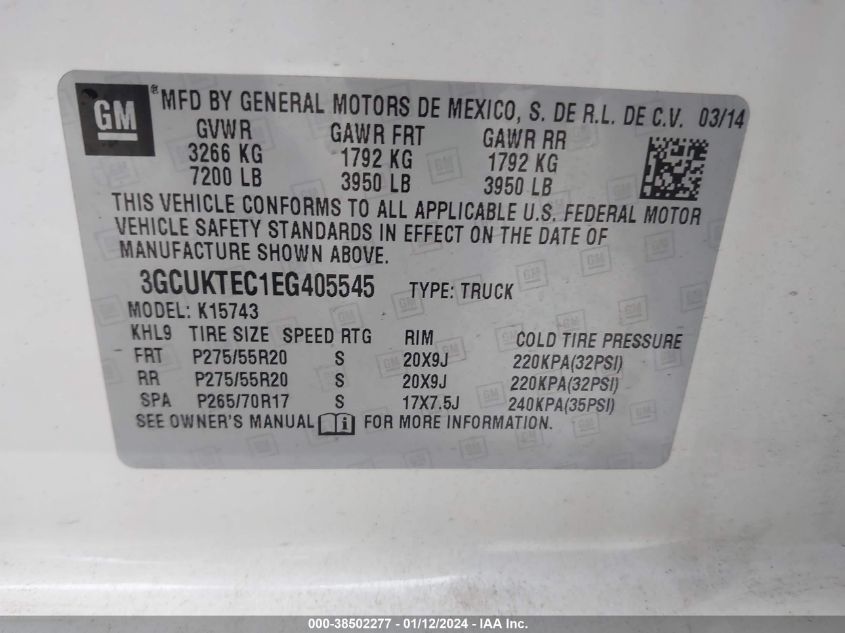 GM ® MFD BY GENERAL MOTORS DE MEXICO, S. DE R.L. DE C.V. 03/14
GVWR GAWR FRT GAWR RR
3266 KG 1792 KG 1792 KG
7200 LB 3950 LB 3950 LB
THIS VEHICLE CONFORMS TO ALL APPLICABLE U.S. FEDERAL MOTOR
VEHICLE SAFETY STANDARDS IN EFFECT ON THE DATE OF
MANUFACTURE SHOWN ABOVE.
3GCUKTEC1EG405545 TYPE: TRUCK
MODEL: K15743
KHL9 TIRE SIZE SPEED RTG RIM COLD TIRE PRESSURE
FRT P275/55R20 S 20X9J 220KPA(32PSI)
RR P275/55R20 S 20X9J 220KPA(32PSI)
SPA P265/70R17 S 17X7.5J 240KPA(35PSI)
SEE OWNER'S MANUAL i FOR MORE INFORMATION.
000-38502277 - 01/12/2024 - IAA Inc.